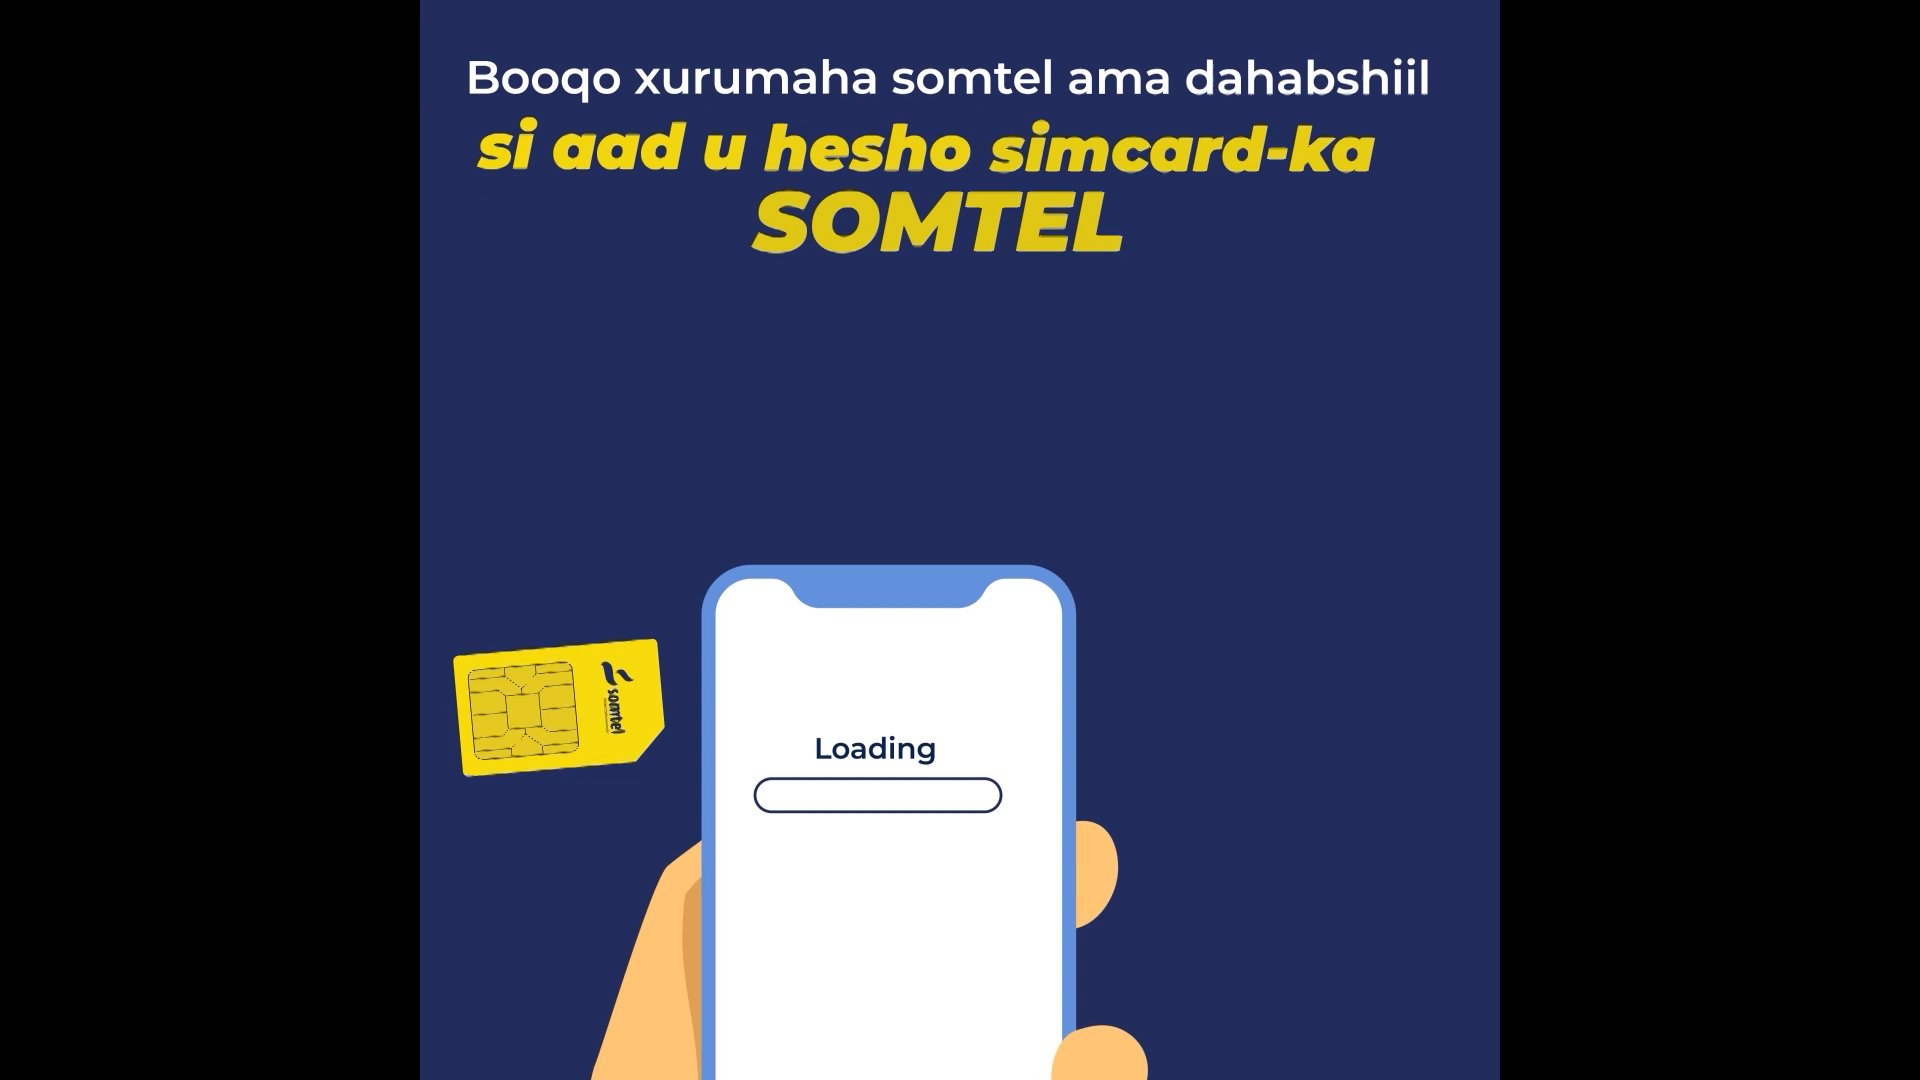 Booqo xurumaha somtel ama dahabshiil
si aad u hesho simcard-ka
SOMTEL
somtel
Loading